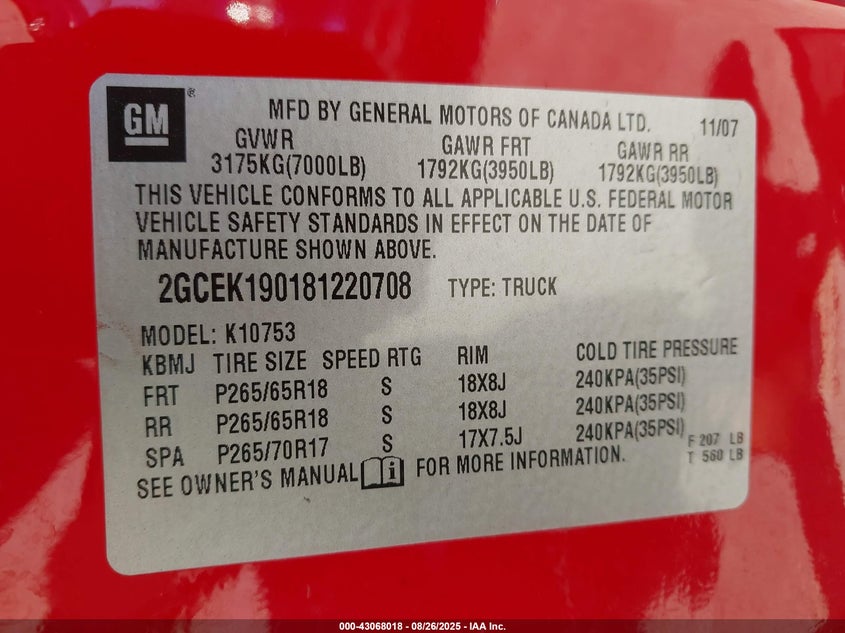 GM ®
MFD BY GENERAL MOTORS OF CANADA LTD. 11/07
GVWR GAWR FRT GAWR RR
3175KG(7000LB) 1792KG(3950LB) 1792KG(3950LB)
THIS VEHICLE CONFORMS TO ALL APPLICABLE U.S. FEDERAL MOTOR
VEHICLE SAFETY STANDARDS IN EFFECT ON THE DATE OF
MANUFACTURE SHOWN ABOVE.
2GCEK190181220708 TYPE: TRUCK
MODEL: K10753
KBMJ TIRE SIZE SPEED RTG RIM COLD TIRE PRESSURE
FRT P265/65R18 S 18X8J 240KPA(35PSI)
RR P265/65R18 S 18X8J 240KPA(35PSI)
SPA P265/70R17 S 17X7.5J 240KPA(35PSI) F 207 LB
T 560 LB
SEE OWNER'S MANUAL i FOR MORE INFORMATION.
000-43068018 - 08/26/2025 - IAA Inc.